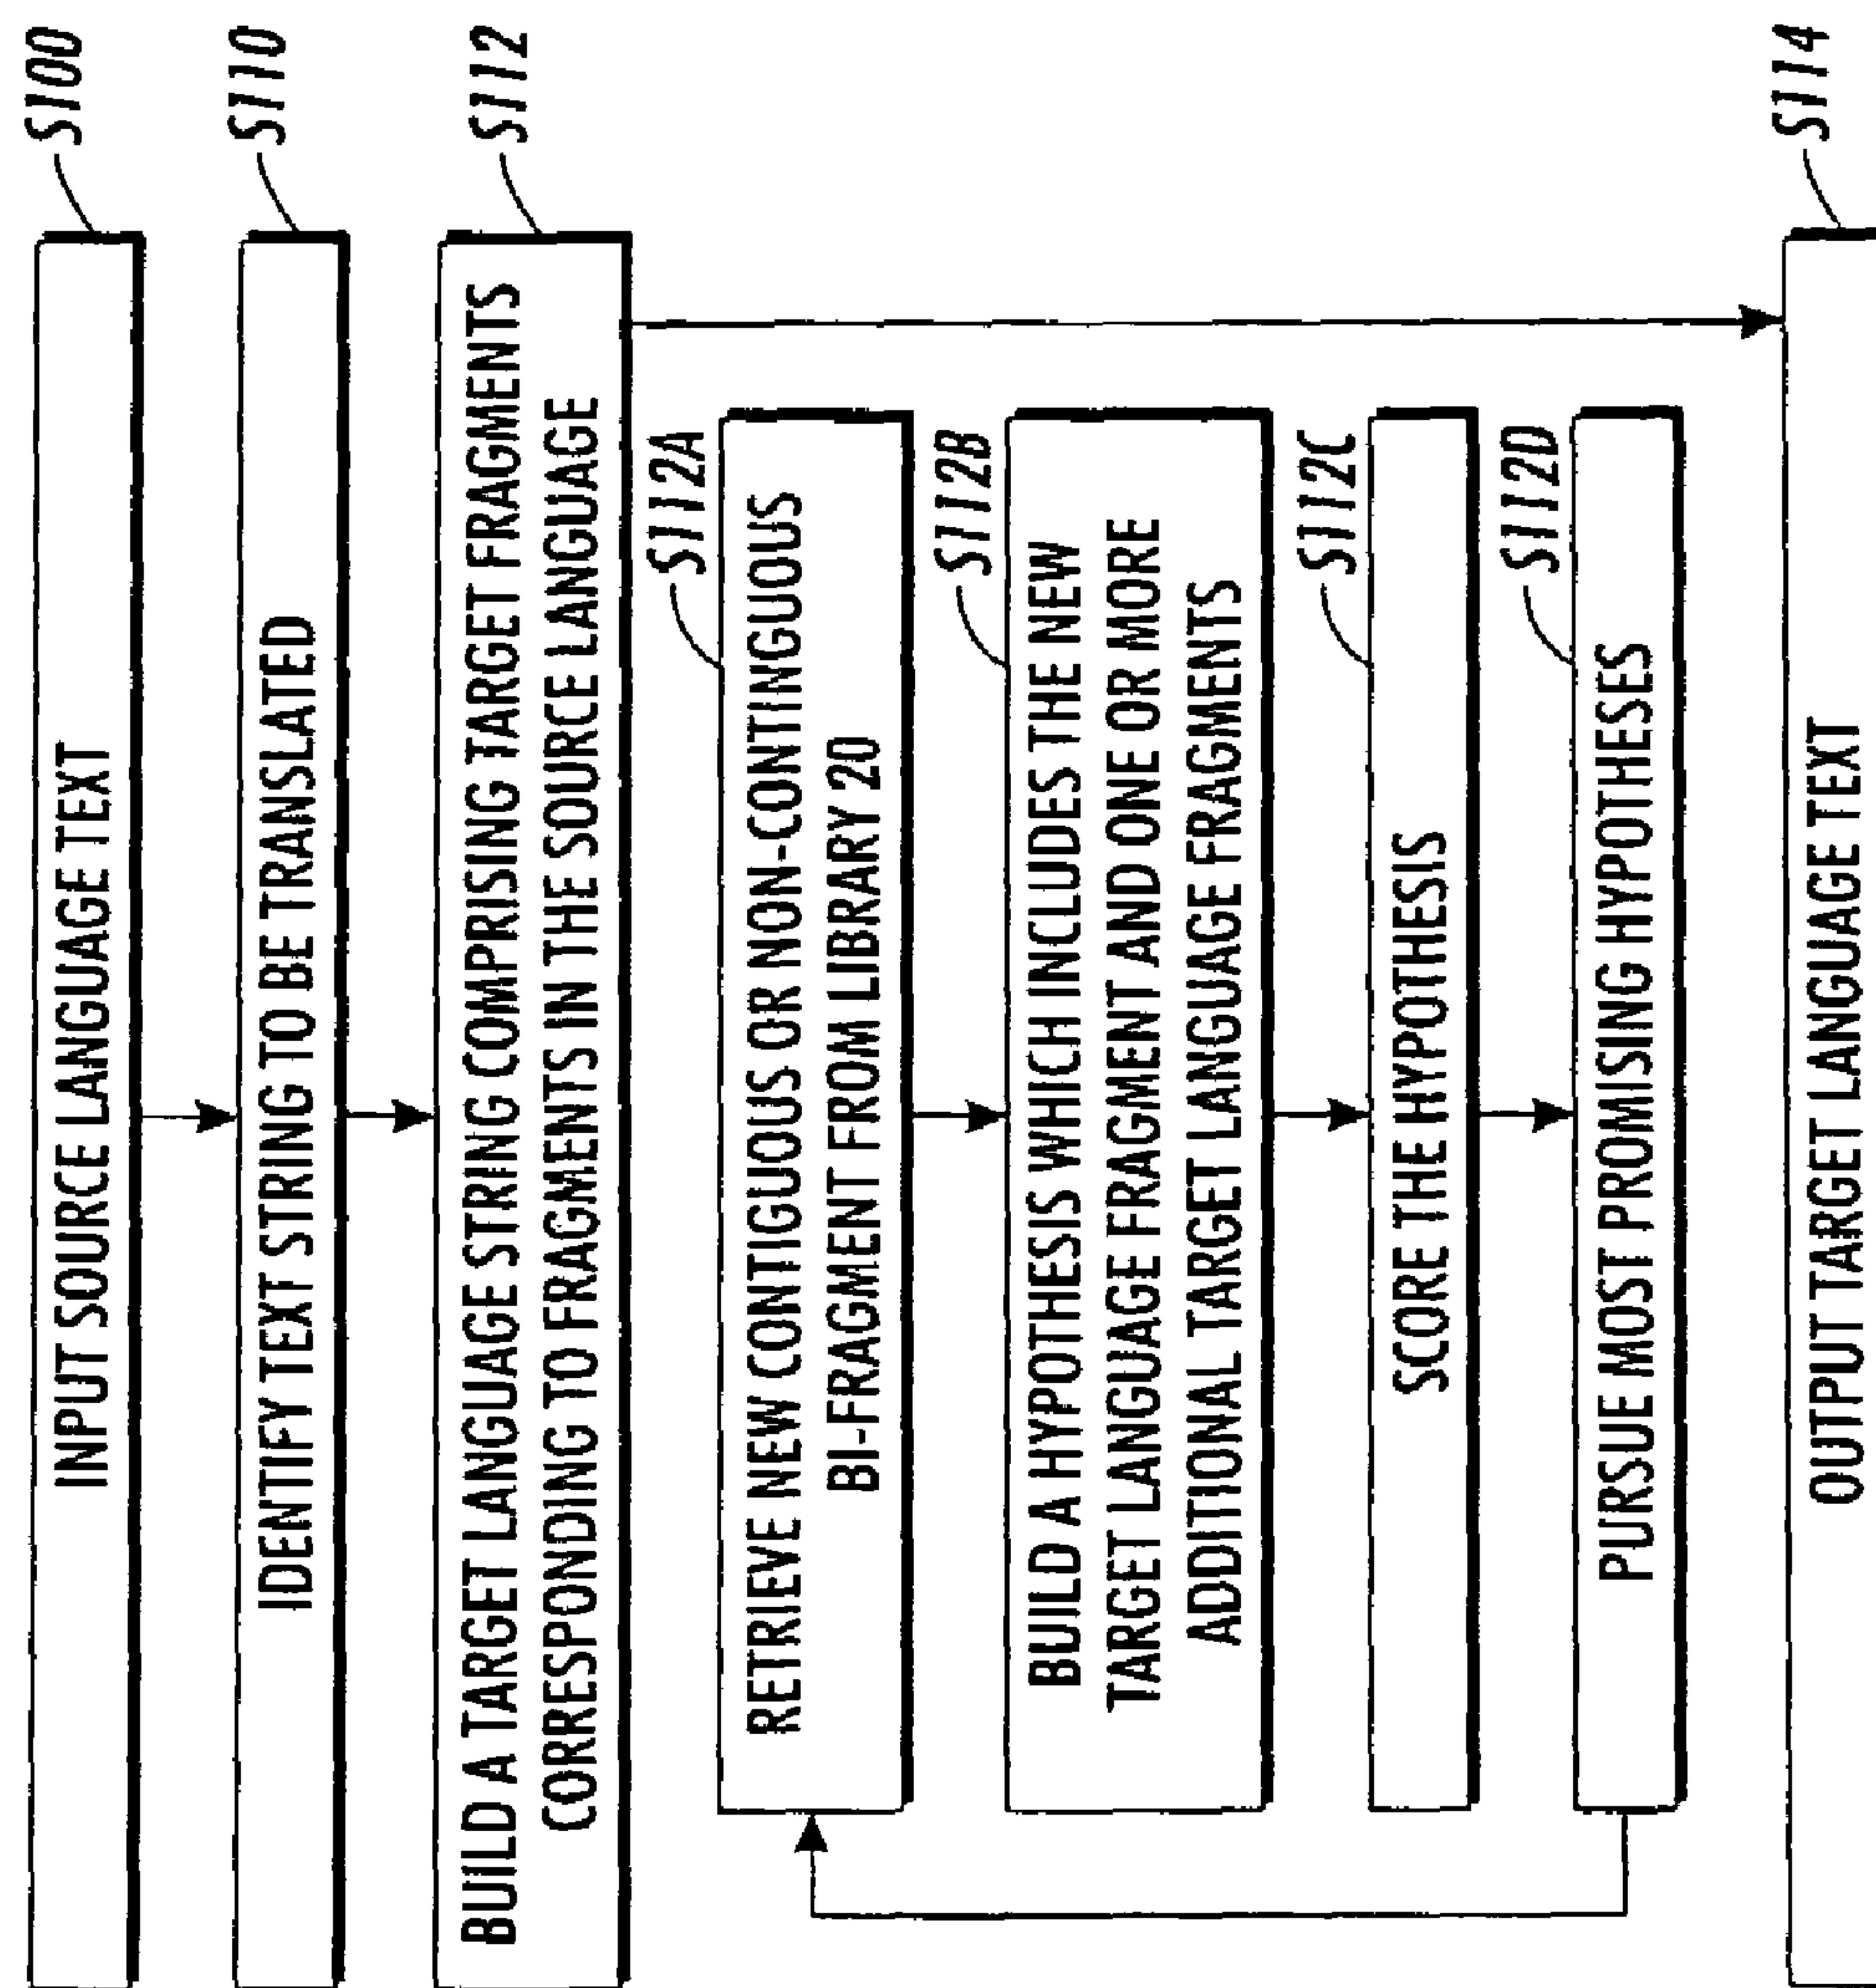 S100
INPUT SOURCE LANGUAGE TEXT
S110
IDENTIFY TEXT STRING TO BE TRANSLATED
S112
BUILD A TARGET LANGUAGE STRING COMPRISING TARGET FRAGMENTS
CORRESPONDING TO FRAGMENTS IN THE SOURCE LANGUAGE
S112A
RETRIEVE NEW CONTIGUOUS OR NON-CONTINGUOUS
BI-FRAGMENT FROM LIBRARY 20
S112B
BUILD A HYPOTHESIS WHICH INCLUDES THE NEW
TARGET LANGUAGE FRAGMENT AND ONE OR MORE
ADDITIONAL TARGET LANGUAGE FRAGMENTS
S112C
SCORE THE HYPOTHESIS
S112D
PURSUE MOST PROMISING HYPOTHESES
S114
OUTPUT TARGET LANGUAGE TEXT